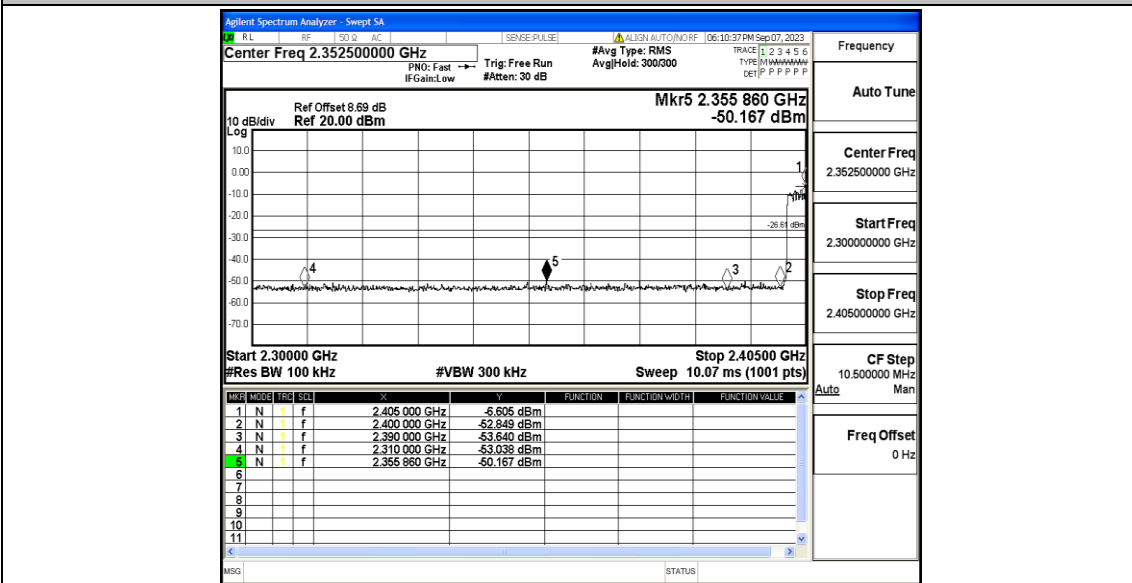 Agilent Spectrum Analyzer - Swept SA
RL RF 50 Ω AC SENSE:PULSE ALIGN AUTO/NO RF 06:10:37 PM Sep 07, 2023
Center Freq 2.352500000 GHz
PNO: Fast
IFGain:Low
Trig: Free Run
#Atten: 30 dB
#Avg Type: RMS
Avg|Hold: 300/300
TRACE 1 2 3 4 5 6
TYPE M WWWWW
DET P P P P P P
Ref Offset 8.69 dB
Ref 20.00 dBm
10 dB/div
Log
Mkr5 2.355 860 GHz
-50.167 dBm
10.0
0.00
-10.0
-20.0
-30.0
-40.0
-50.0
-60.0
-70.0
-26.61 dBm
1
2
3
4
5
Start 2.30000 GHz
Stop 2.40500 GHz
#Res BW 100 kHz
#VBW 300 kHz
Sweep 10.07 ms (1001 pts)
MKR MODE TRC SCL X Y FUNCTION FUNCTION WIDTH FUNCTION VALUE
1 N 1 f 2.405 000 GHz -6.605 dBm
2 N 1 f 2.400 000 GHz -52.849 dBm
3 N 1 f 2.390 000 GHz -53.640 dBm
4 N 1 f 2.310 000 GHz -53.038 dBm
5 N 1 f 2.355 860 GHz -50.167 dBm
6
7
8
9
10
11
MSG
STATUS
Frequency
Auto Tune
Center Freq
2.352500000 GHz
Start Freq
2.300000000 GHz
Stop Freq
2.405000000 GHz
CF Step
10.500000 MHz
Auto Man
Freq Offset
0 Hz